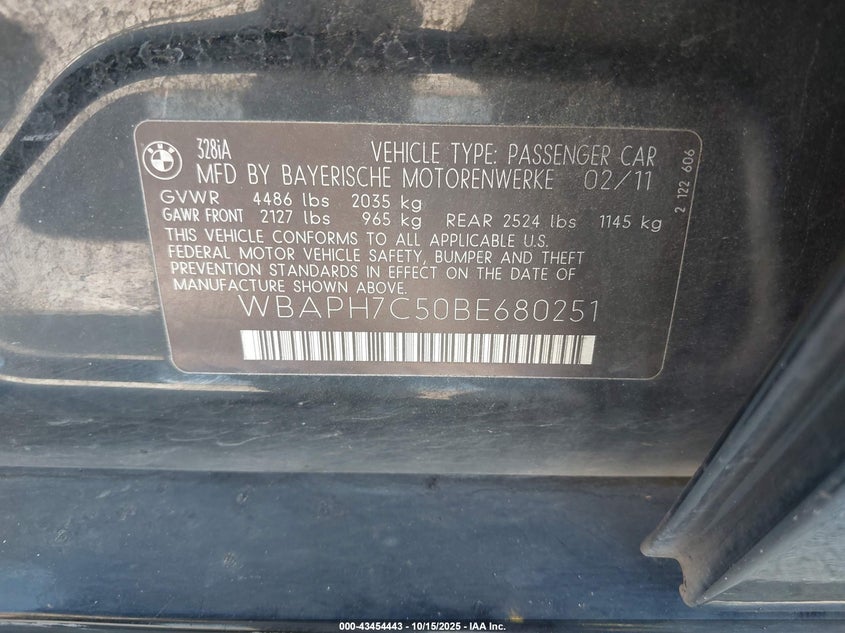 BMW
328iA VEHICLE TYPE: PASSENGER CAR
MFD BY BAYERISCHE MOTORENWERKE 02/11
GVWR 4486 lbs 2035 kg
GAWR FRONT 2127 lbs 965 kg REAR 2524 lbs 1145 kg
THIS VEHICLE CONFORMS TO ALL APPLICABLE U.S.
FEDERAL MOTOR VEHICLE SAFETY, BUMPER AND THEFT
PREVENTION STANDARDS IN EFFECT ON THE DATE OF
MANUFACTURE SHOWN ABOVE.
WBAPH7C50BE680251
2 122 606
000-43454443 - 10/15/2025 - IAA Inc.